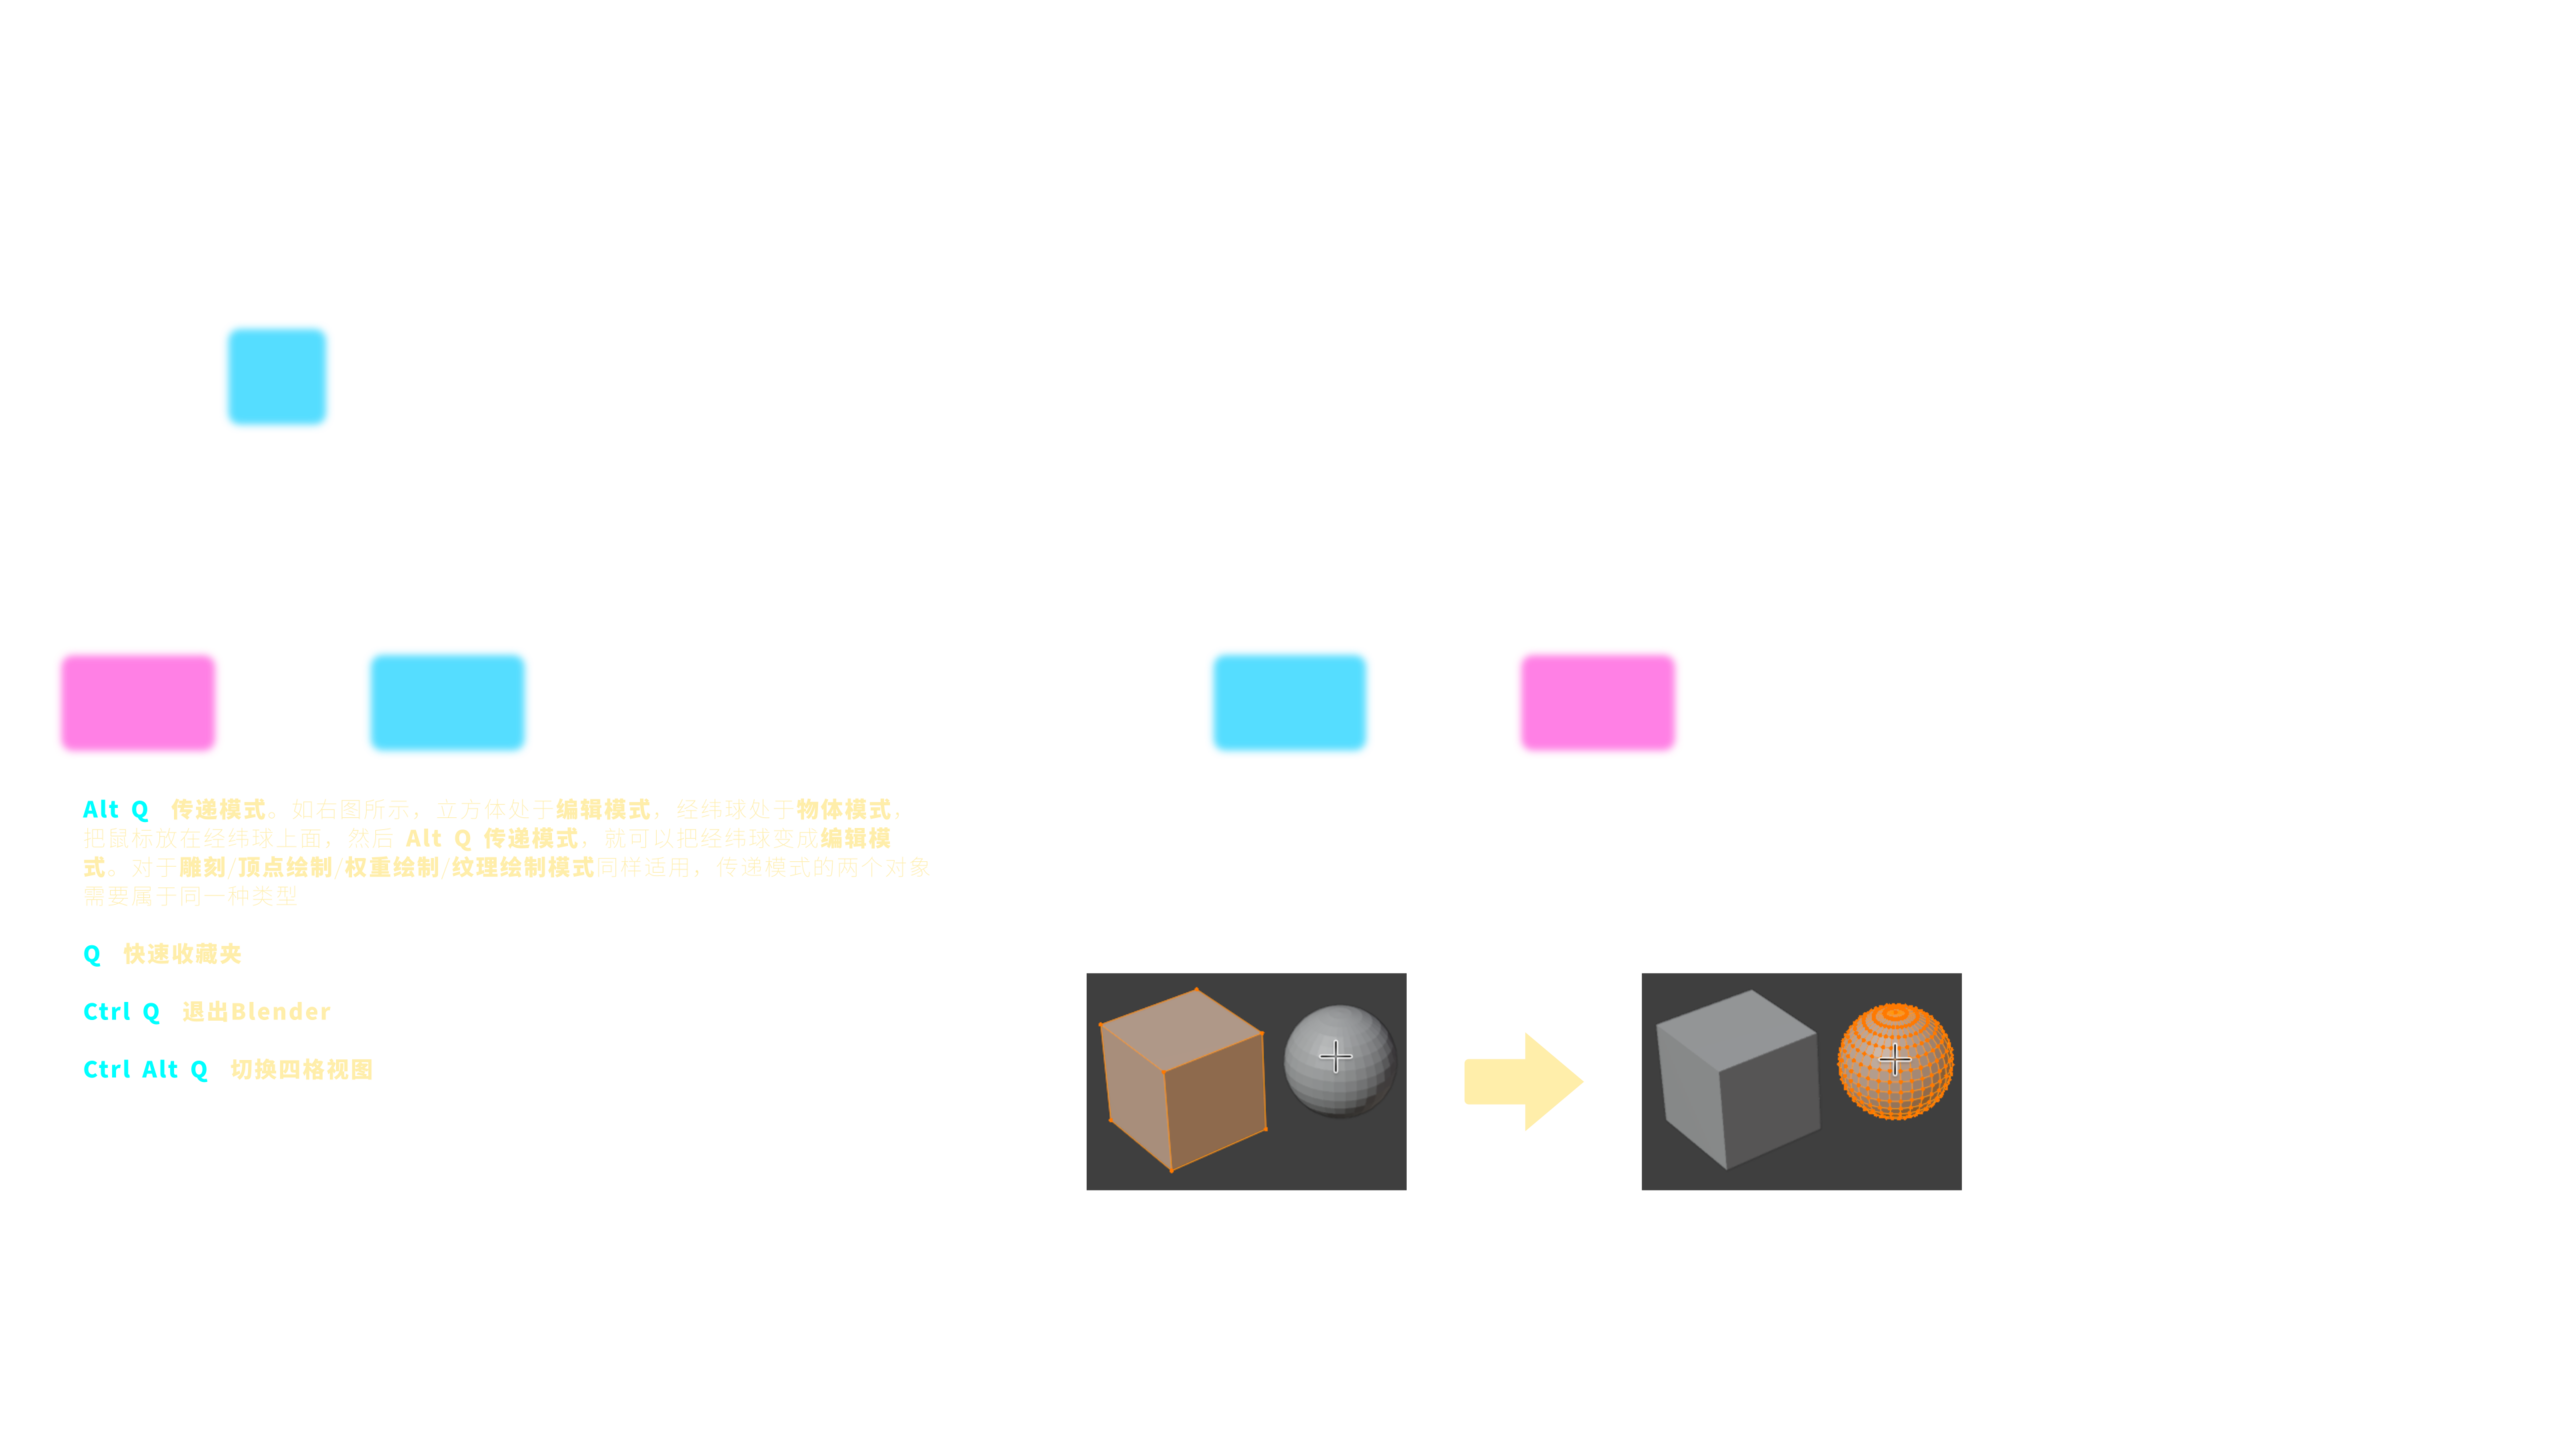 Alt Q 传递模式。如右图所示，立方体处于编辑模式，经纬球处于物体模式，
把鼠标放在经纬球上面，然后 Alt Q 传递模式，就可以把经纬球变成编辑模
式。对于雕刻/顶点绘制/权重绘制/纹理绘制模式同样适用，传递模式的两个对象
需要属于同一种类型
Q 快速收藏夹
Ctrl Q 退出Blender
Ctrl Alt Q 切换四格视图